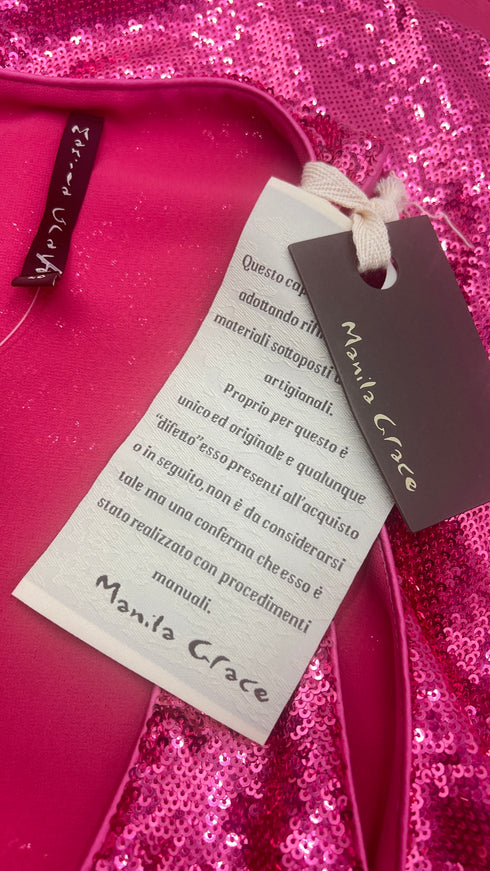 Questo cap
adottando rifi
materiali sottoposti
artigianali.
Proprio per questo è
unico ed originale e qualunque
"difetto" esso presenti all'acquisto
o in seguito, non è da considerarsi
tale ma una conferma che esso è
stato realizzato con procedimenti
manuali.
Manila Grace
Manila Grace